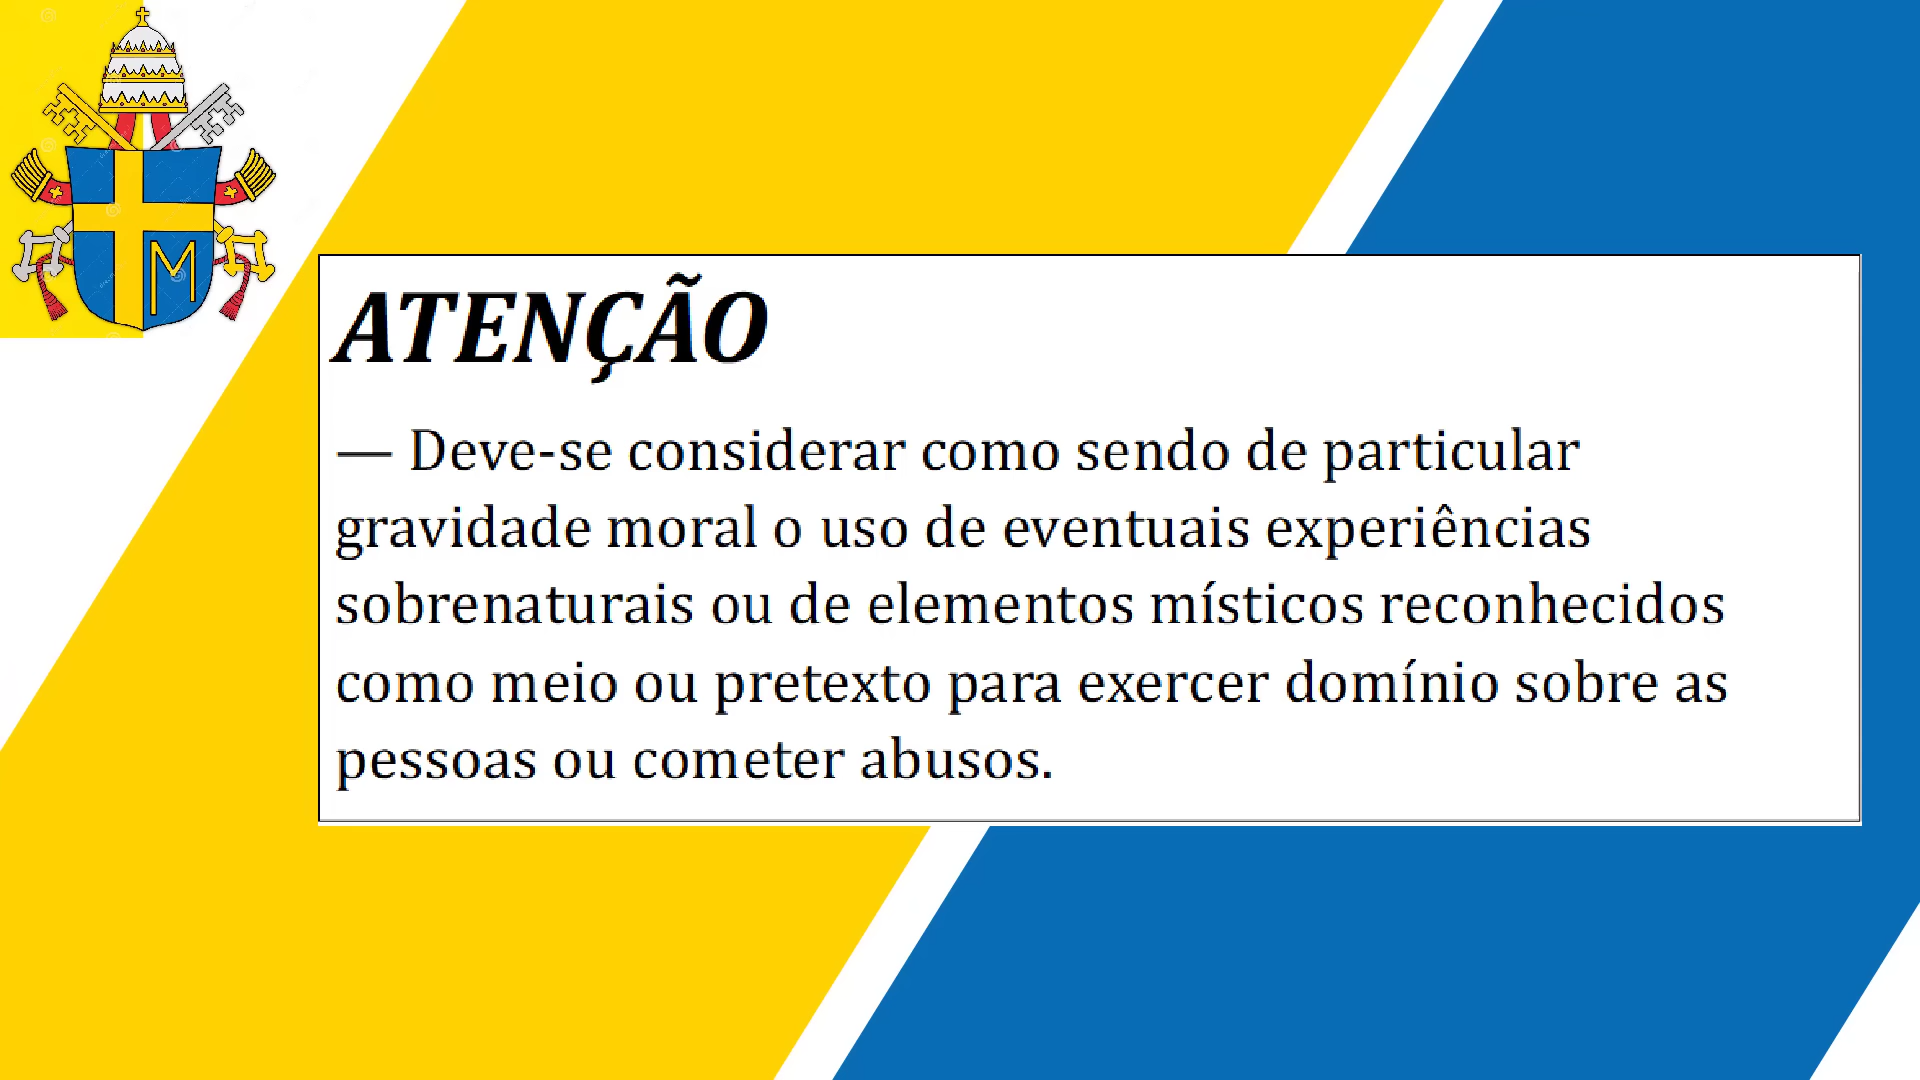 M
ATENÇÃO
— Deve-se considerar como sendo de particular
gravidade moral o uso de eventuais experiências
sobrenaturais ou de elementos místicos reconhecidos
como meio ou pretexto para exercer domínio sobre as
pessoas ou cometer abusos.